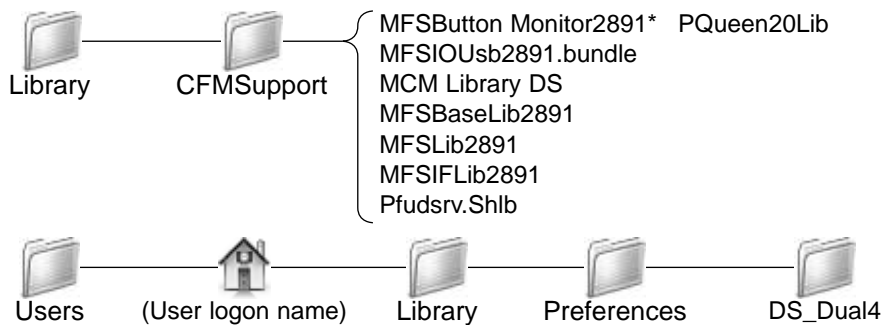 MFSButton Monitor2891* PQueen20Lib
Library CFMSupport MFSIOUsb2891.bundle
MCM Library DS
MFSBaseLib2891
MFSLib2891
MFSIFLib2891
Pfudsrv.Shlb
Users (User logon name) Library Preferences DS_Dual4